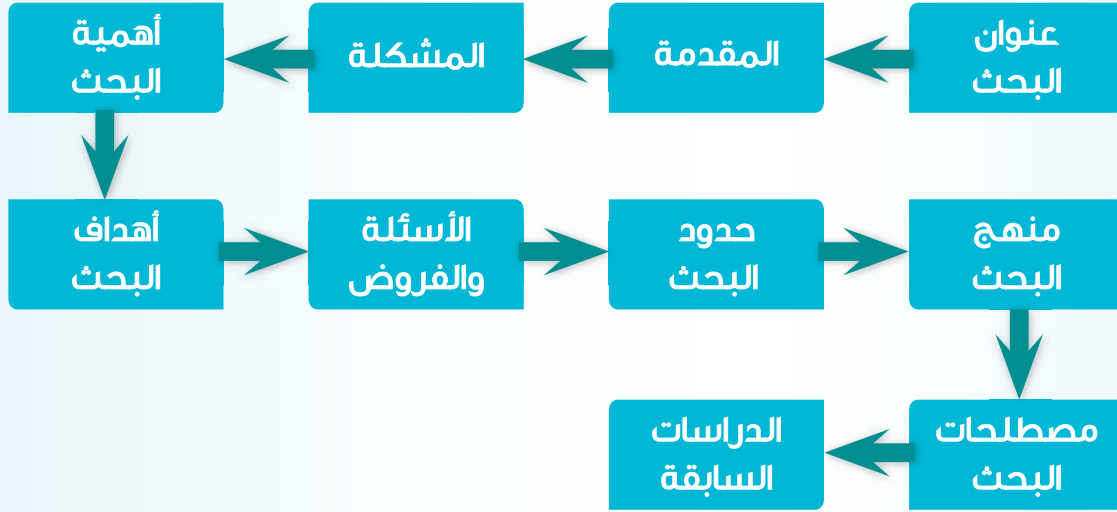 عنوان
البحث
المقدمة
المشكلة
أهمية
البحث
أهداف
البحث
الأسئلة
والفروض
حدود
البحث
منهج
البحث
مصطلحات
البحث
الدراسات
السابقة